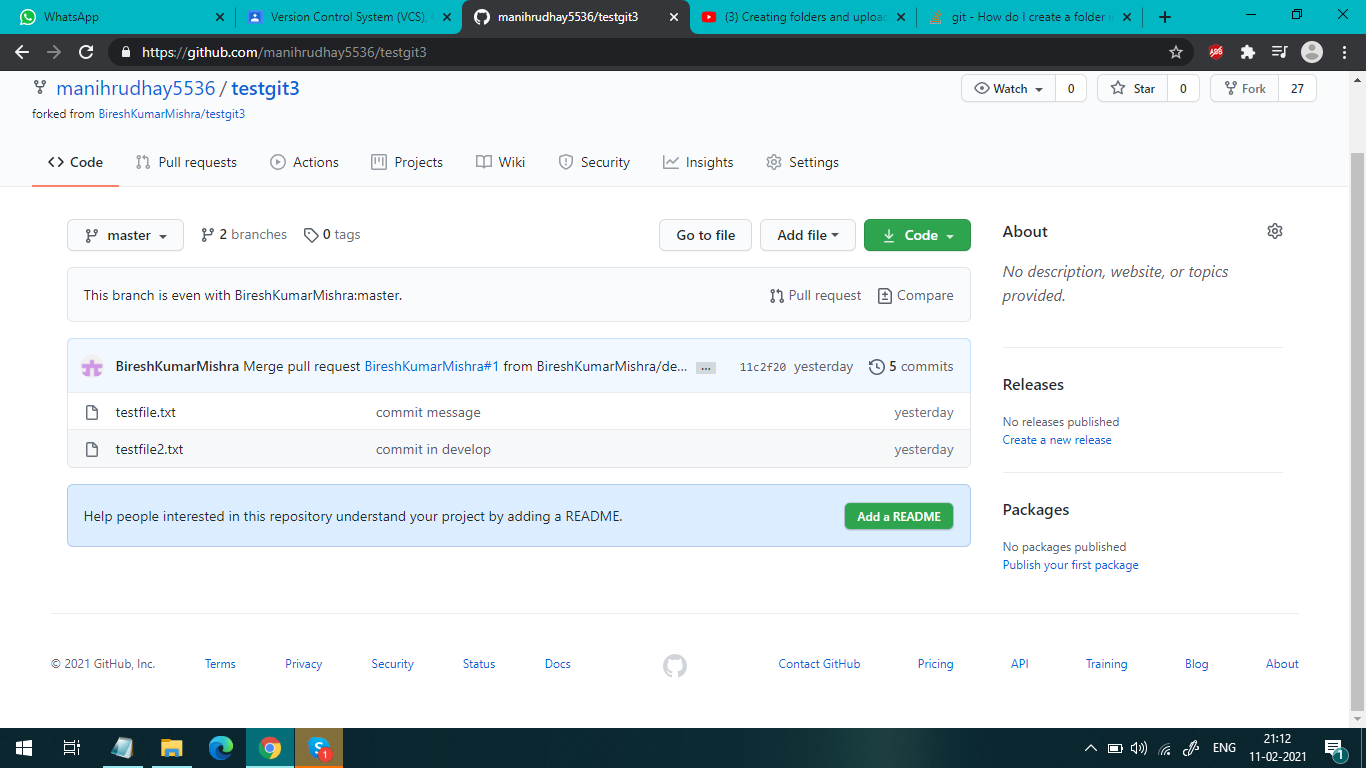 WhatsApp
Version Control System (VCS),
manihrudhay5536/testgit3
(3) Creating folders and uploa
git - How do I create a folder
https://github.com/manihrudhay5536/testgit3
ABP
manihrudhay5536 / testgit3
Watch 0 Star 0 Fork 27
forked from BireshKumarMishra/testgit3
Code Pull requests Actions Projects Wiki Security Insights Settings
master 2 branches 0 tags Go to file Add file Code
This branch is even with BireshKumarMishra:master. Pull request Compare
BireshKumarMishra Merge pull request BireshKumarMishra#1 from BireshKumarMishra/de... ... 11c2f20 yesterday 5 commits
testfile.txt commit message yesterday
testfile2.txt commit in develop yesterday
Help people interested in this repository understand your project by adding a README. Add a README
About
No description, website, or topics
provided.
Releases
No releases published
Create a new release
Packages
No packages published
Publish your first package
© 2021 GitHub, Inc. Terms Privacy Security Status Docs Contact GitHub Pricing API Training Blog About
1
ENG
21:12
11-02-2021
1